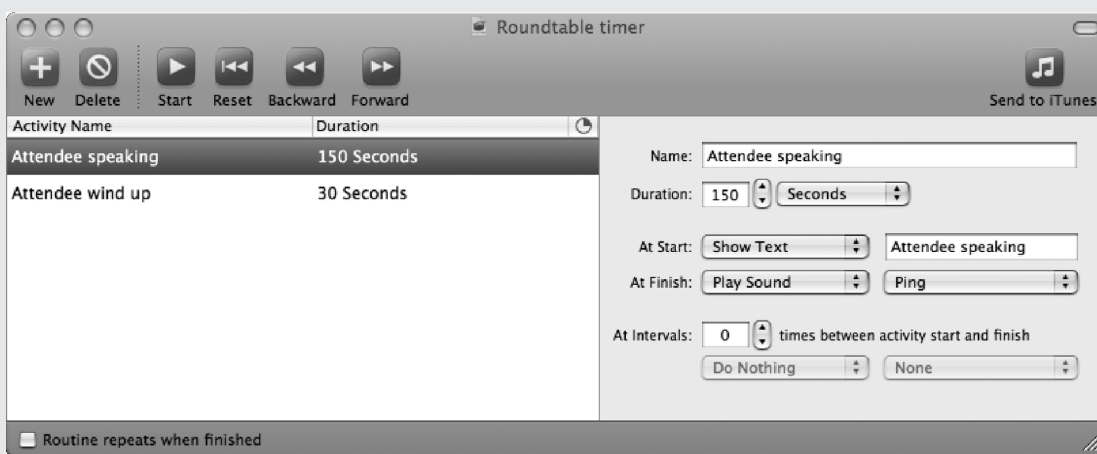 Roundtable timer
New Delete Start Reset Backward Forward Send to iTunes
Activity Name Duration
Attendee speaking 150 Seconds
Attendee wind up 30 Seconds
Name: Attendee speaking
Duration: 150 Seconds
At Start: Show Text Attendee speaking
At Finish: Play Sound Ping
At Intervals: 0 times between activity start and finish
Do Nothing None
Routine repeats when finished